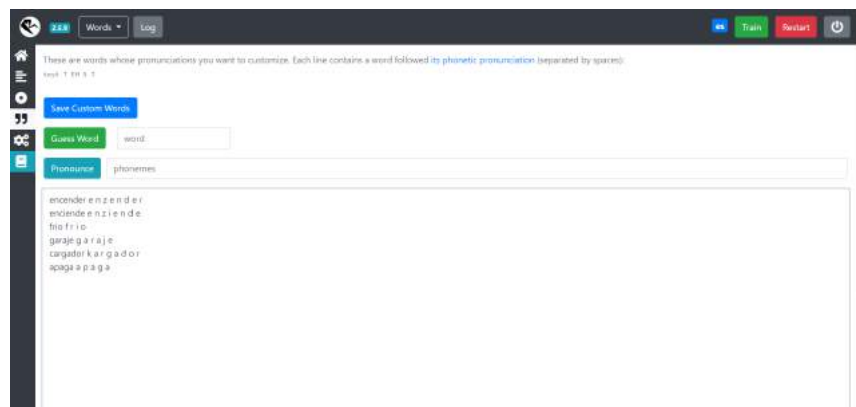 2.5.0 Words Log es Train Restart
These are words whose pronunciations you want to customize. Each line contains a word followed by its phonetic pronunciation (separated by spaces):
Save Custom Words
Guess Word word
Pronounce phonemes
encender e n z e n d e r
enciende e n z i e n d e
frio f r i o
garaje g a r a j e
cargador k a r g a d o r
apaga a p a g a